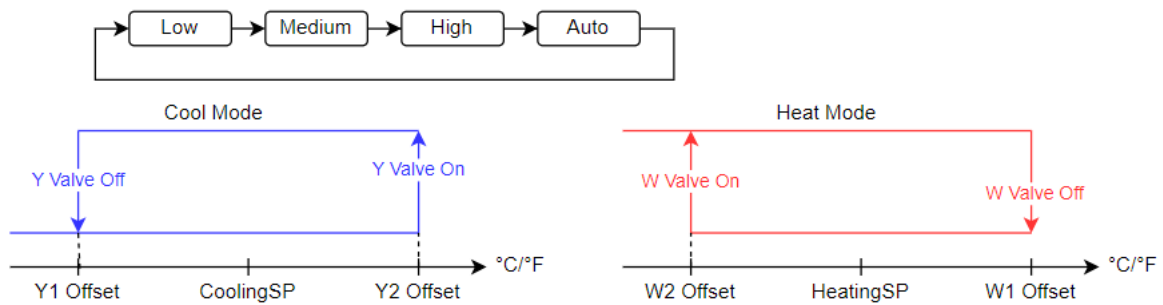 Low
Medium
High
Auto
Cool Mode
Y Valve Off
Y Valve On
°C/°F
Y1 Offset
CoolingSP
Y2 Offset
Heat Mode
W Valve On
W Valve Off
°C/°F
W2 Offset
HeatingSP
W1 Offset